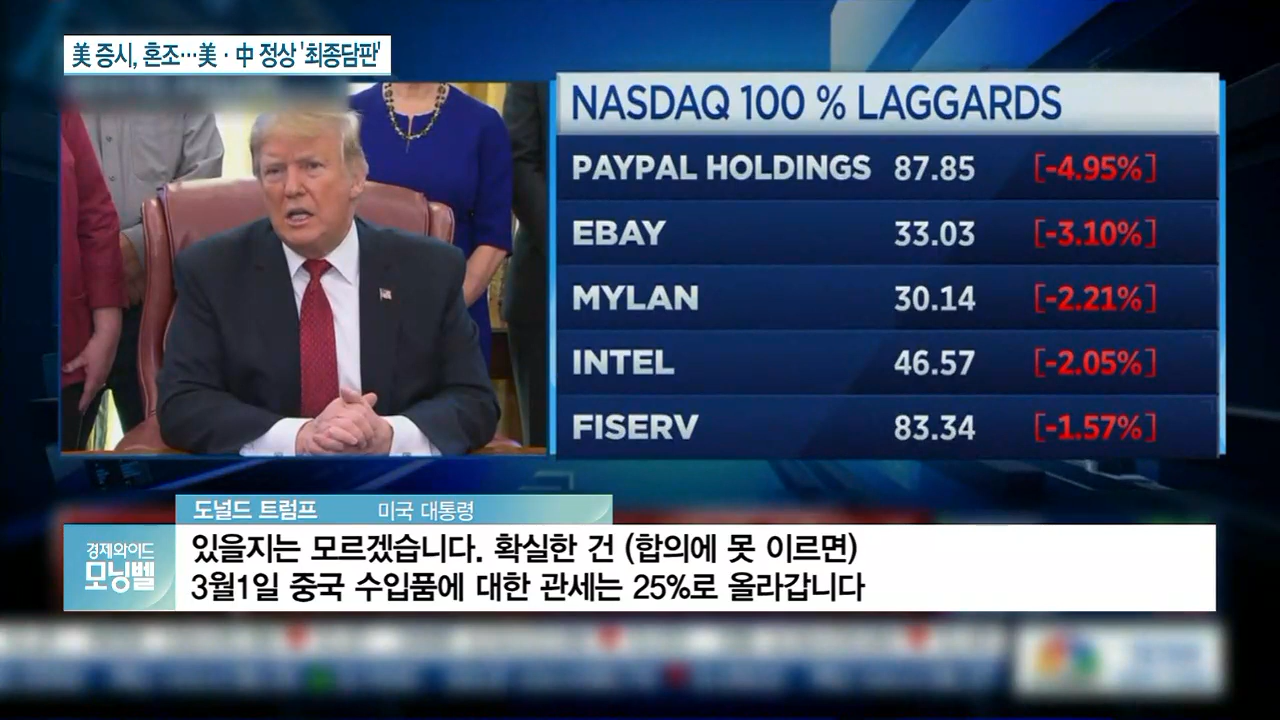 美 증시, 혼조…美·中 정상 '최종담판'
NASDAQ 100 % LAGGARDS
PAYPAL HOLDINGS 87.85 [-4.95%]
EBAY 33.03 [-3.10%]
MYLAN 30.14 [-2.21%]
INTEL 46.57 [-2.05%]
FISERV 83.34 [-1.57%]
도널드 트럼프 미국 대통령
경제와이드
모닝벨
있을지는 모르겠습니다. 확실한 건 (합의에 못 이르면)
3월1일 중국 수입품에 대한 관세는 25%로 올라갑니다